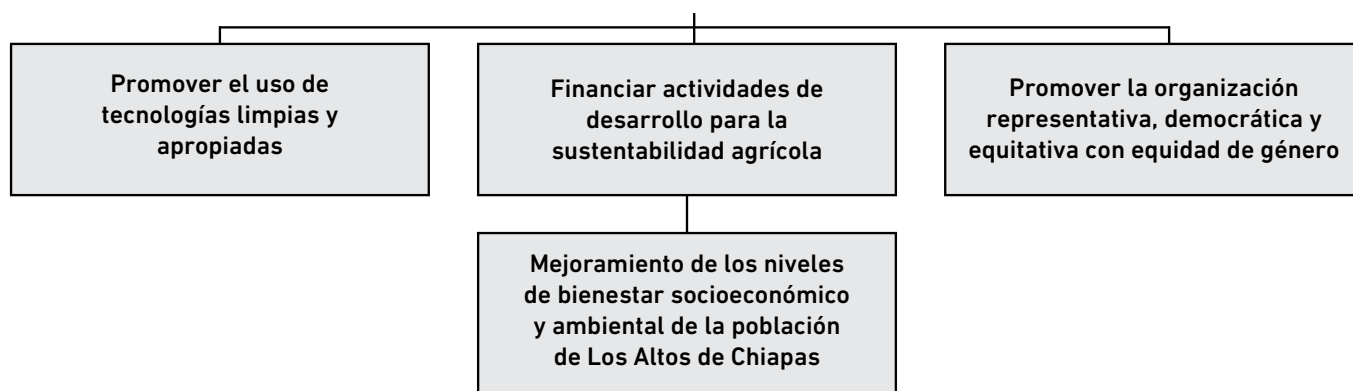 Promover el uso de
tecnologías limpias y
apropiadas
Financiar actividades de
desarrollo para la
sustentabilidad agrícola
Promover la organización
representativa, democrática y
equitativa con equidad de género
Mejoramiento de los niveles
de bienestar socioeconómico
y ambiental de la población
de Los Altos de Chiapas